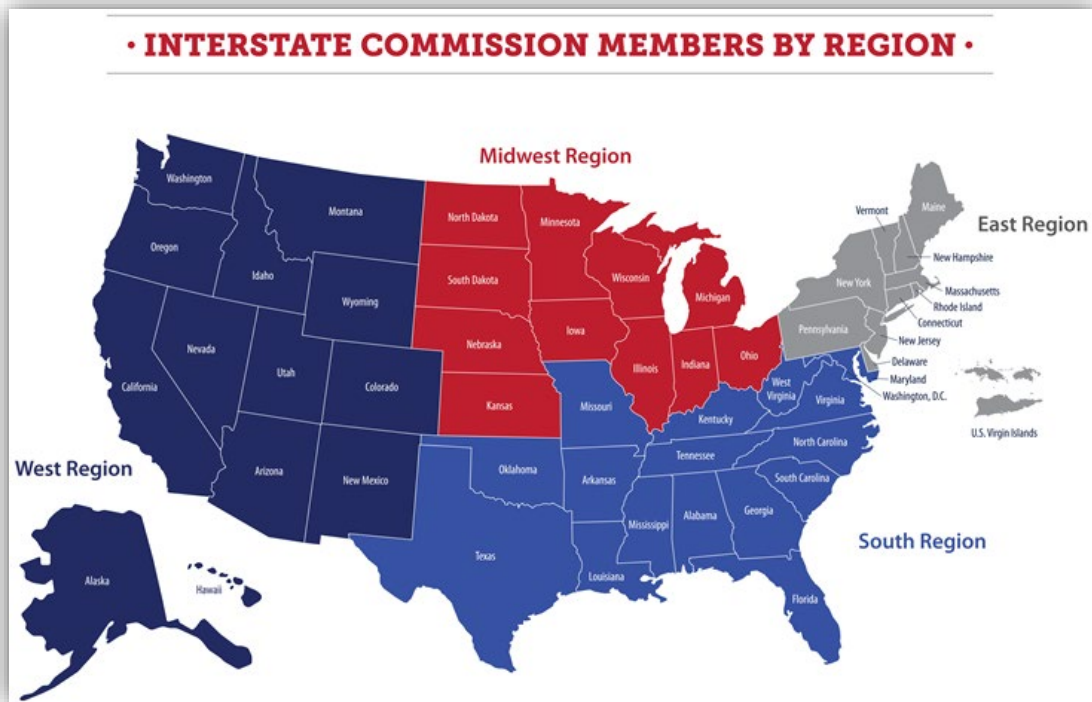 • INTERSTATE COMMISSION MEMBERS BY REGION •
Midwest Region
East Region
West Region
South Region
Washington
Montana
Oregon
Idaho
Wyoming
Nevada
Utah
Colorado
California
Arizona
New Mexico
Alaska
Hawaii
North Dakota
Minnesota
South Dakota
Wisconsin
Michigan
Nebraska
Iowa
Illinois
Indiana
Ohio
Kansas
Vermont
Maine
New Hampshire
New York
Massachusetts
Rhode Island
Connecticut
Pennsylvania
New Jersey
Delaware
Maryland
Washington, D.C.
U.S. Virgin Islands
Missouri
West
Virginia
Virginia
Kentucky
North Carolina
Tennessee
Oklahoma
Arkansas
South Carolina
Mississippi
Alabama
Georgia
Texas
Louisiana
Florida